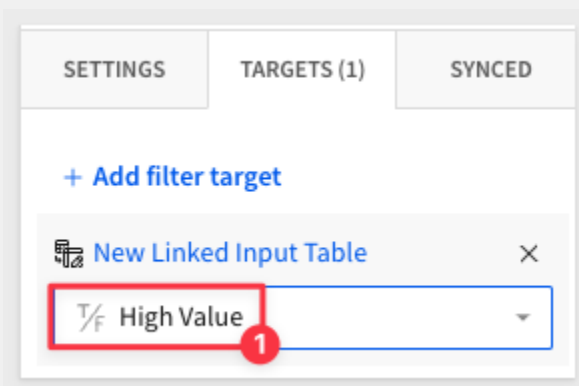 SETTINGS
TARGETS (1)
SYNCED
+ Add filter target
New Linked Input Table
T/F High Value
1